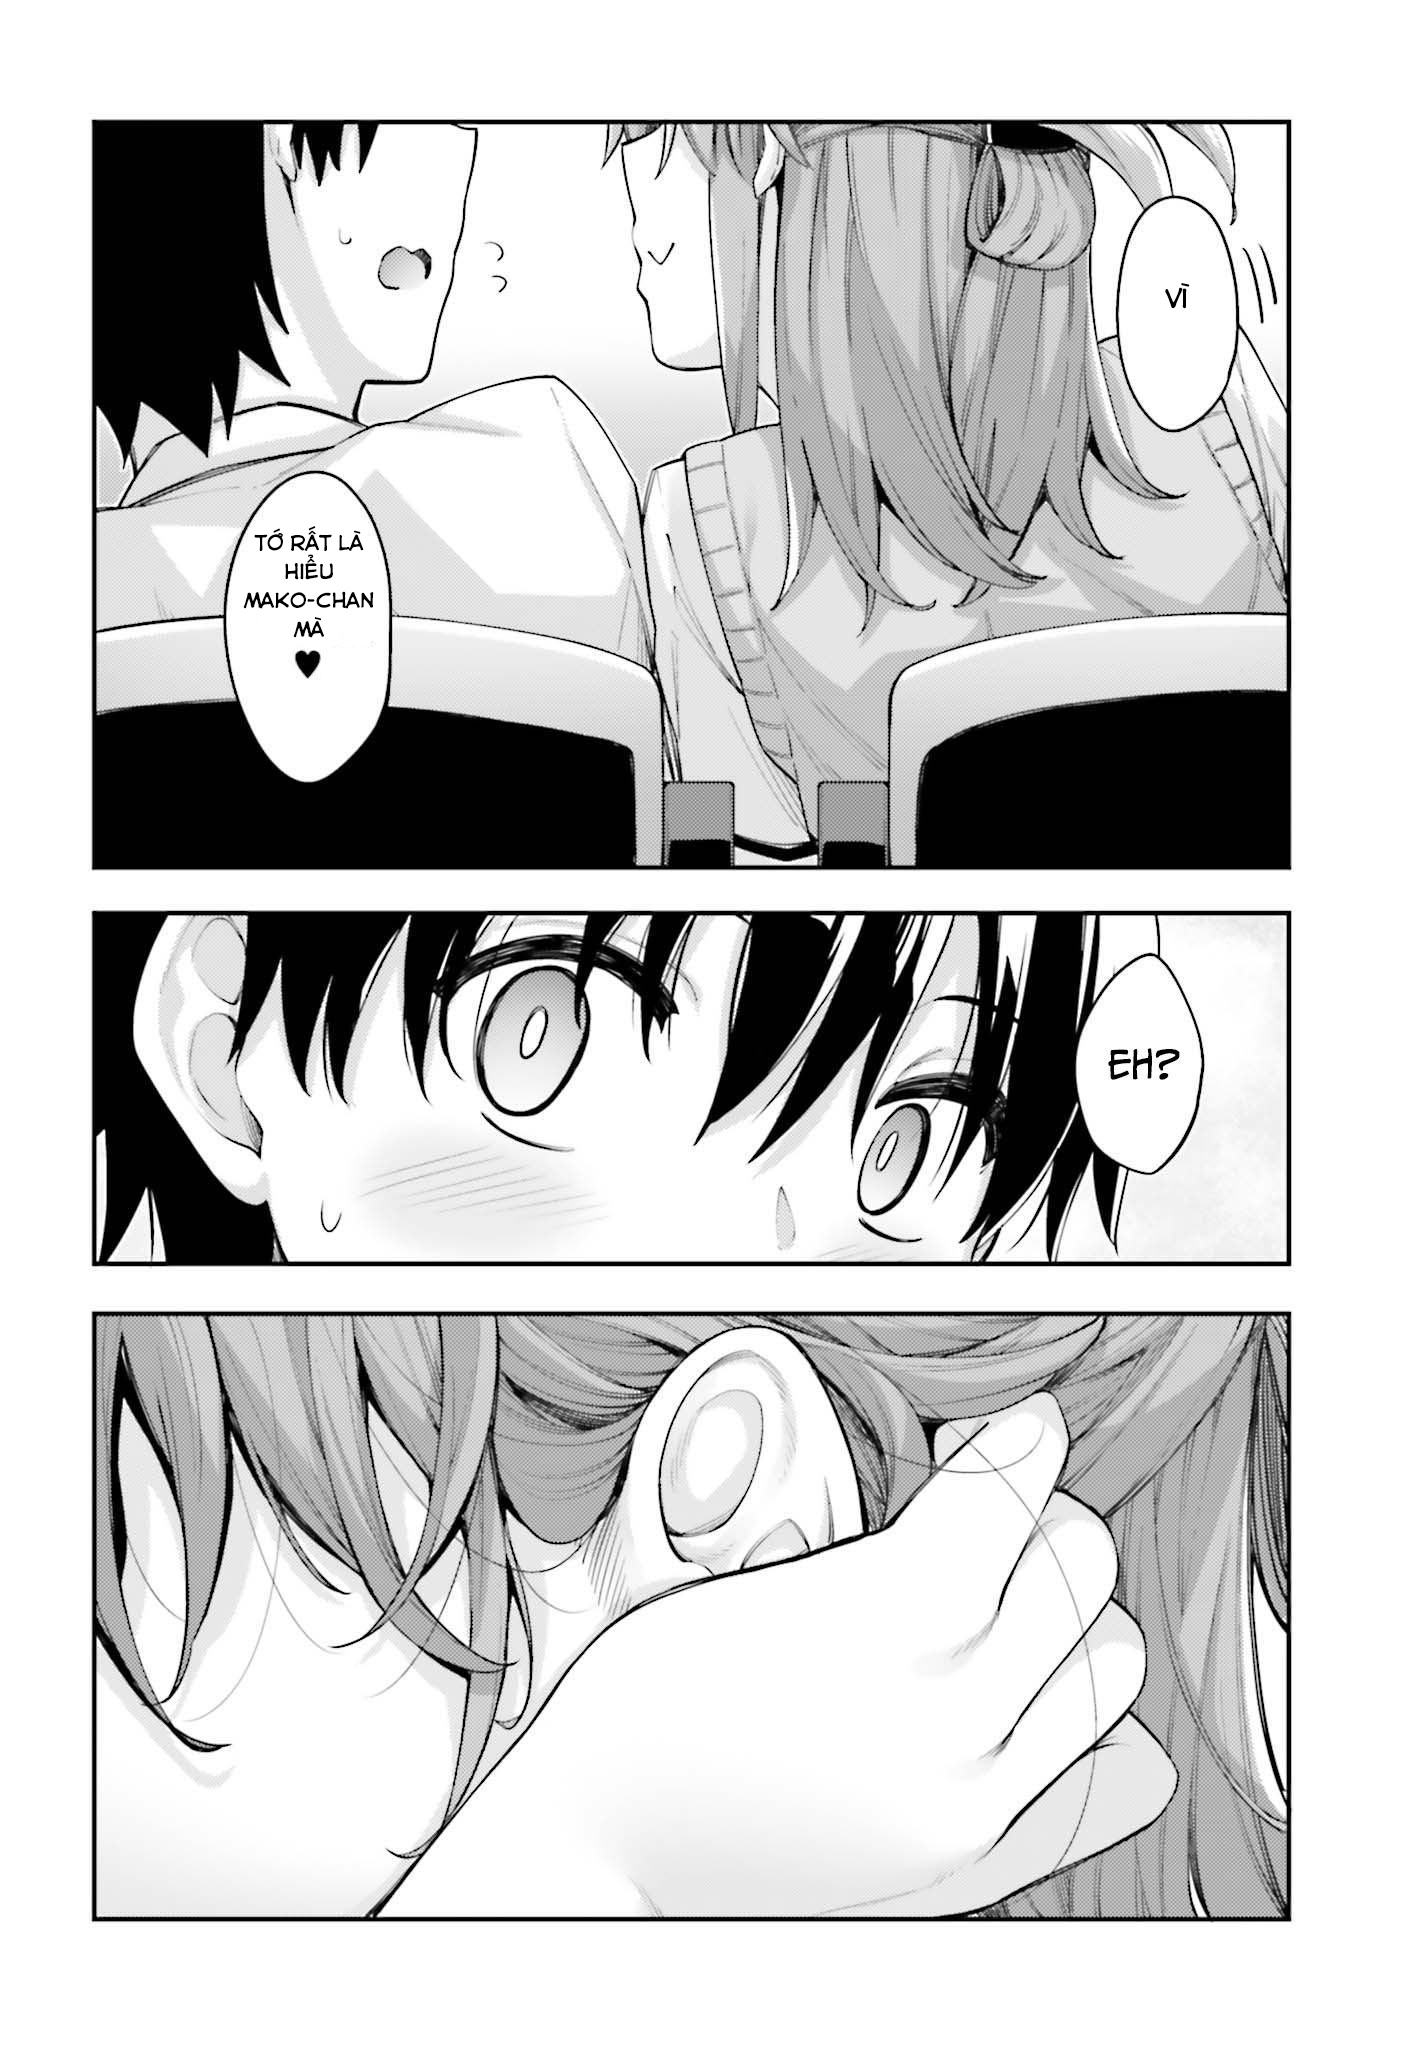 VÌ
TỚ RẤT LÀ
HIỂU
MAKO-CHAN
MÀ
♥
EH?